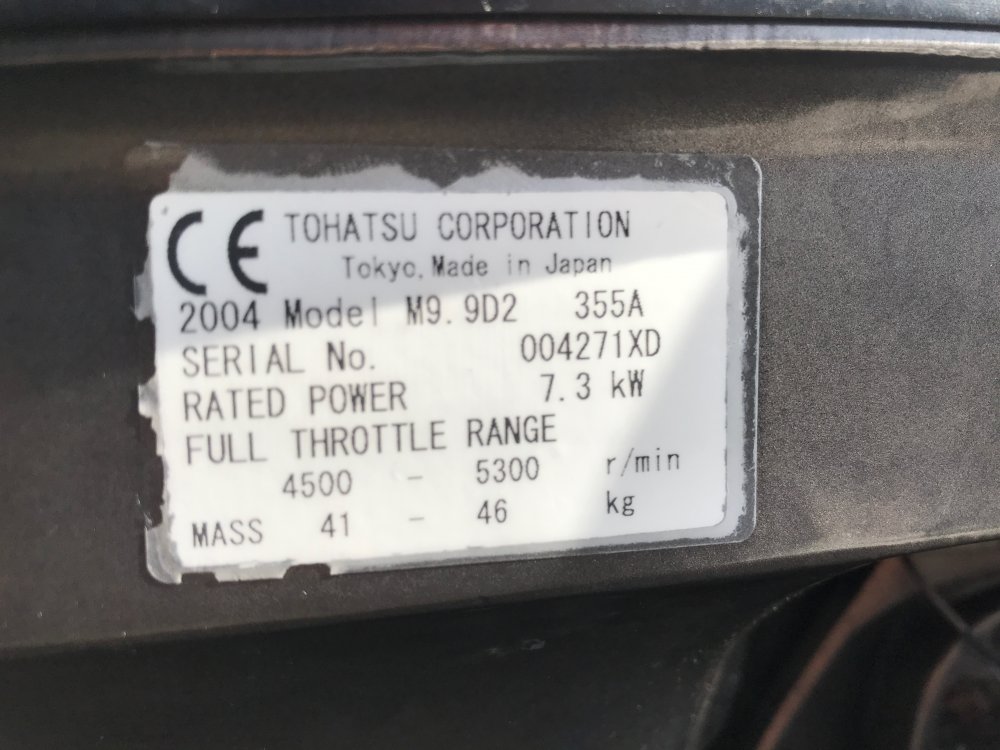 CE TOHATSU CORPORATION
Tokyo, Made in Japan
2004 Model M9.9D2 355A
SERIAL No. 004271XD
RATED POWER 7.3 kW
FULL THROTTLE RANGE
4500 - 5300 r/min
MASS 41 - 46 kg